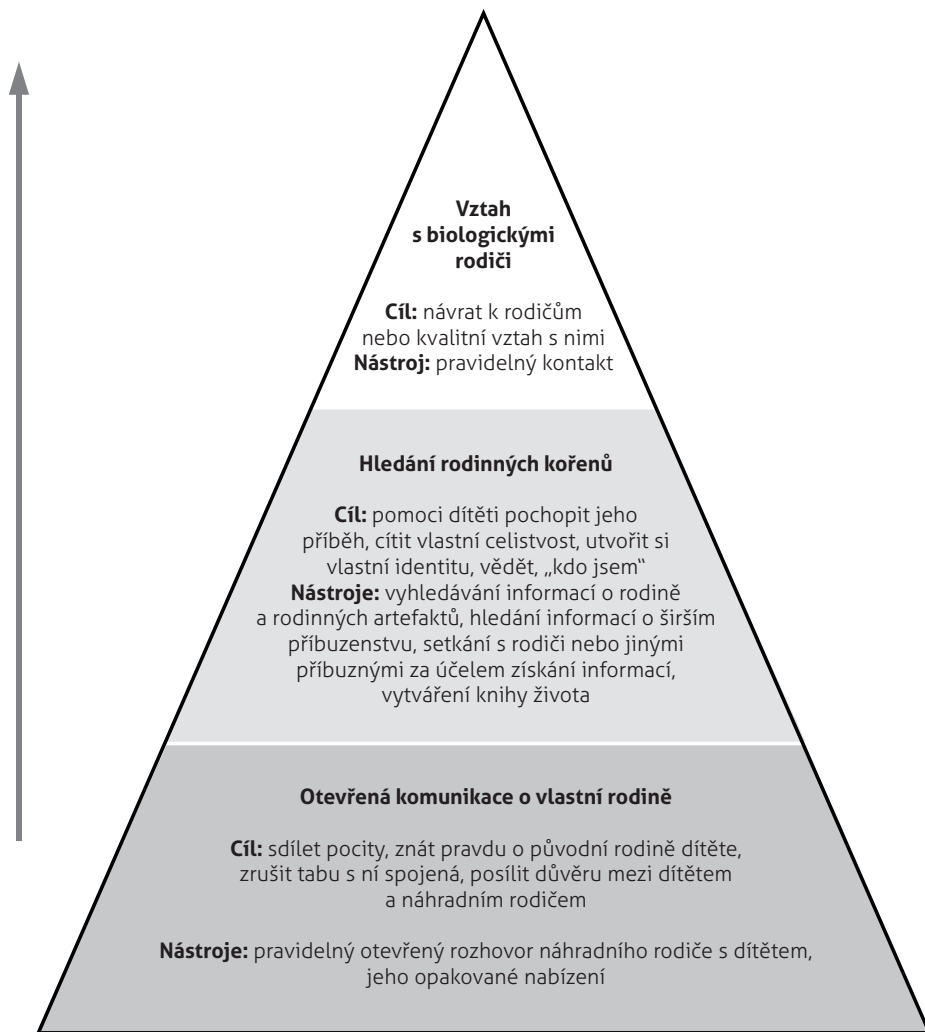 Vztah
s biologickými
rodiči
Cíl: návrat k rodičům
nebo kvalitní vztah s nimi
Nástroj: pravidelný kontakt
Hledání rodinných kořenů
Cíl: pomoci dítěti pochopit jeho
příběh, cítit vlastní celistvost, utvořit si
vlastní identitu, vědět, „kdo jsem“
Nástroje: vyhledávání informací o rodině
a rodinných artefaktů, hledání informací o širším
příbuzenstvu, setkání s rodiči nebo jinými
příbuznými za účelem získání informací,
vytváření knihy života
Otevřená komunikace o vlastní rodině
Cíl: sdílet pocity, znát pravdu o původní rodině dítěte,
zrušit tabu s ní spojená, posílit důvěru mezi dítětem
a náhradním rodičem
Nástroje: pravidelný otevřený rozhovor náhradního rodiče s dítětem,
jeho opakované nabízení